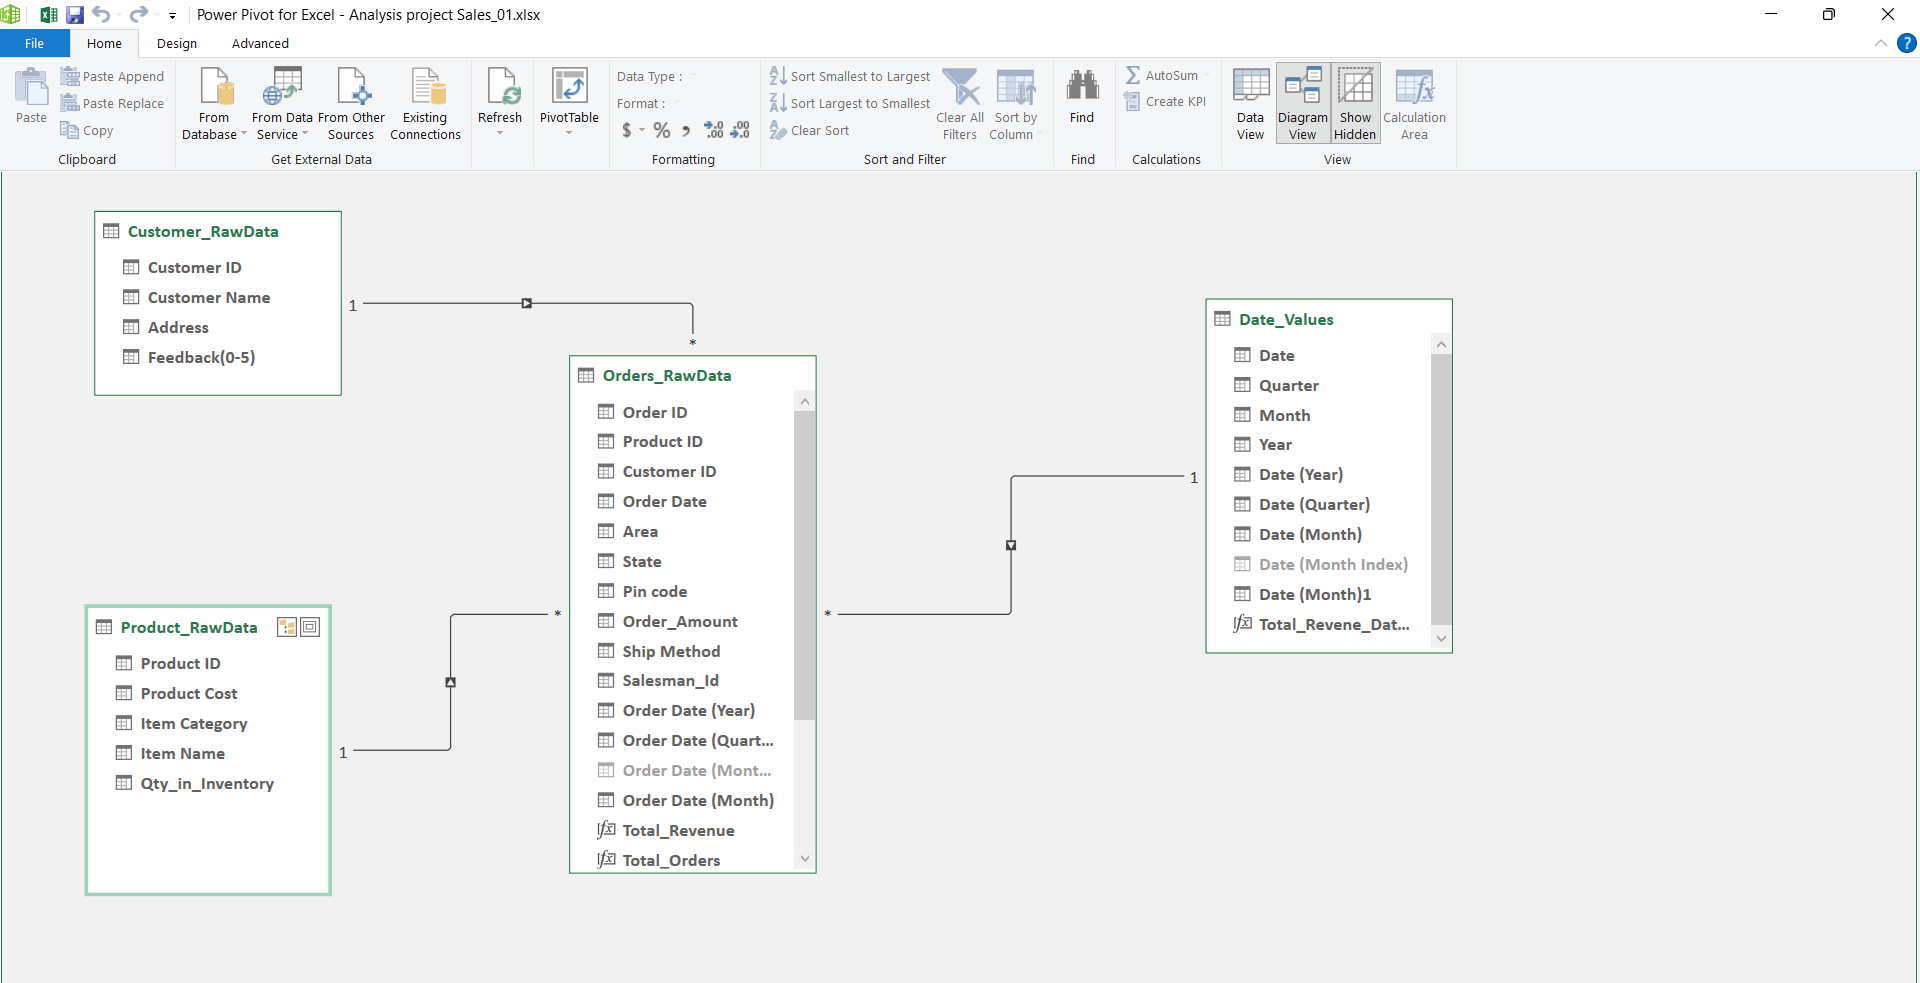 Power Pivot for Excel - Analysis project Sales_01.xlsx
File
Home
Design
Advanced
?
Paste
Paste Append
Paste Replace
Copy
Clipboard
From
Database
From Data
Service
From Other
Sources
Existing
Connections
Get External Data
Refresh
PivotTable
Data Type :
Format :
$ % , .00 .00
Formatting
Sort Smallest to Largest
Sort Largest to Smallest
Clear Sort
Clear All
Filters
Sort by
Column
Sort and Filter
Find
Find
∑ AutoSum
Create KPI
Calculations
Data
View
Diagram
View
Show
Hidden
Calculation
Area
View
Customer_RawData
Customer ID
Customer Name
Address
Feedback(0-5)
1
*
Product_RawData
Product ID
Product Cost
Item Category
Item Name
Qty_in_Inventory
1
*
Orders_RawData
Order ID
Product ID
Customer ID
Order Date
Area
State
Pin code
Order_Amount
Ship Method
Salesman_Id
Order Date (Year)
Order Date (Quart...
Order Date (Mont...
Order Date (Month)
fx Total_Revenue
fx Total_Orders
*
1
Date_Values
Date
Quarter
Month
Year
Date (Year)
Date (Quarter)
Date (Month)
Date (Month Index)
Date (Month)1
fx Total_Revene_Dat...